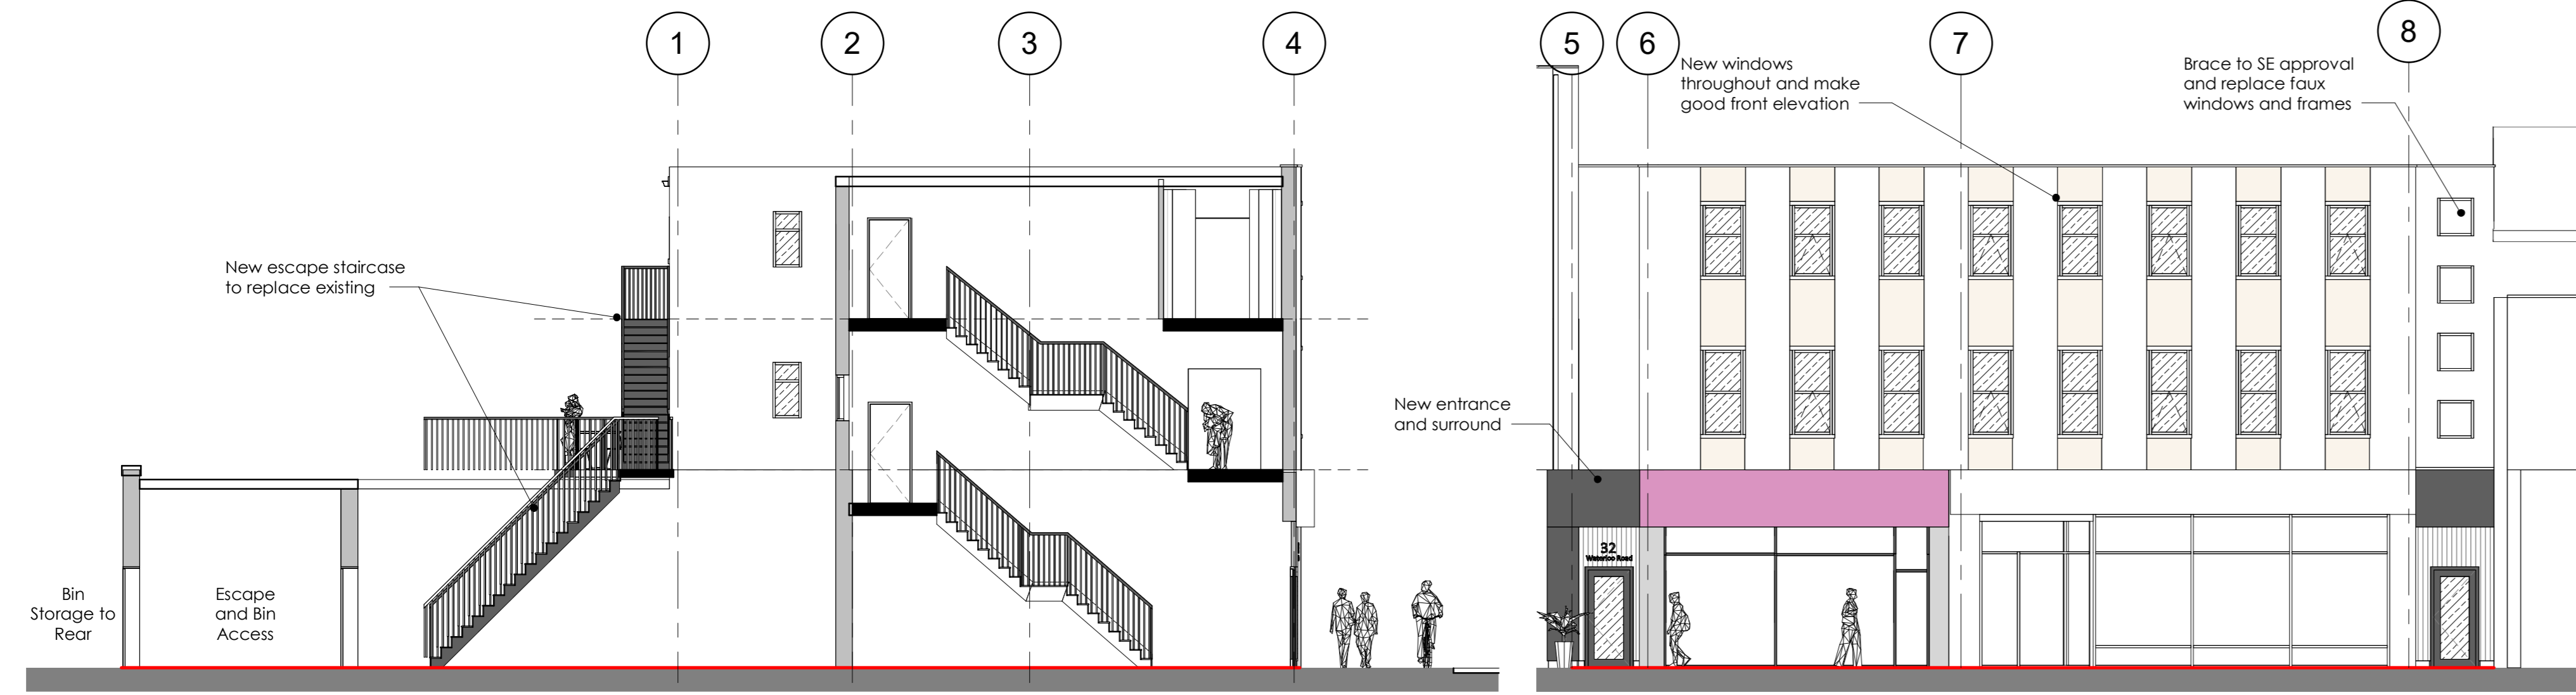 1
2
3
4
5
6
7
8
New windows
throughout and make
good front elevation
Brace to SE approval
and replace faux
windows and frames
New escape staircase
to replace existing
New entrance
and surround
32
Waterloo Road
Bin
Storage to
Rear
Escape
and Bin
Access